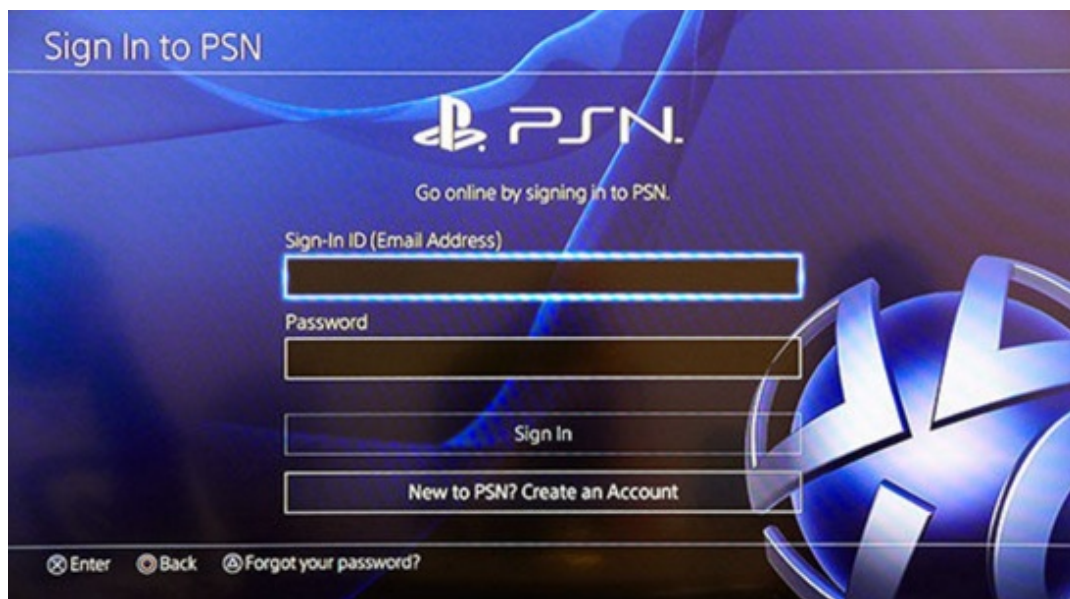 Sign In to PSN
PSN.
Go online by signing in to PSN.
Sign-In ID (Email Address)
Password
Sign In
New to PSN? Create an Account
Enter Back Forgot your password?